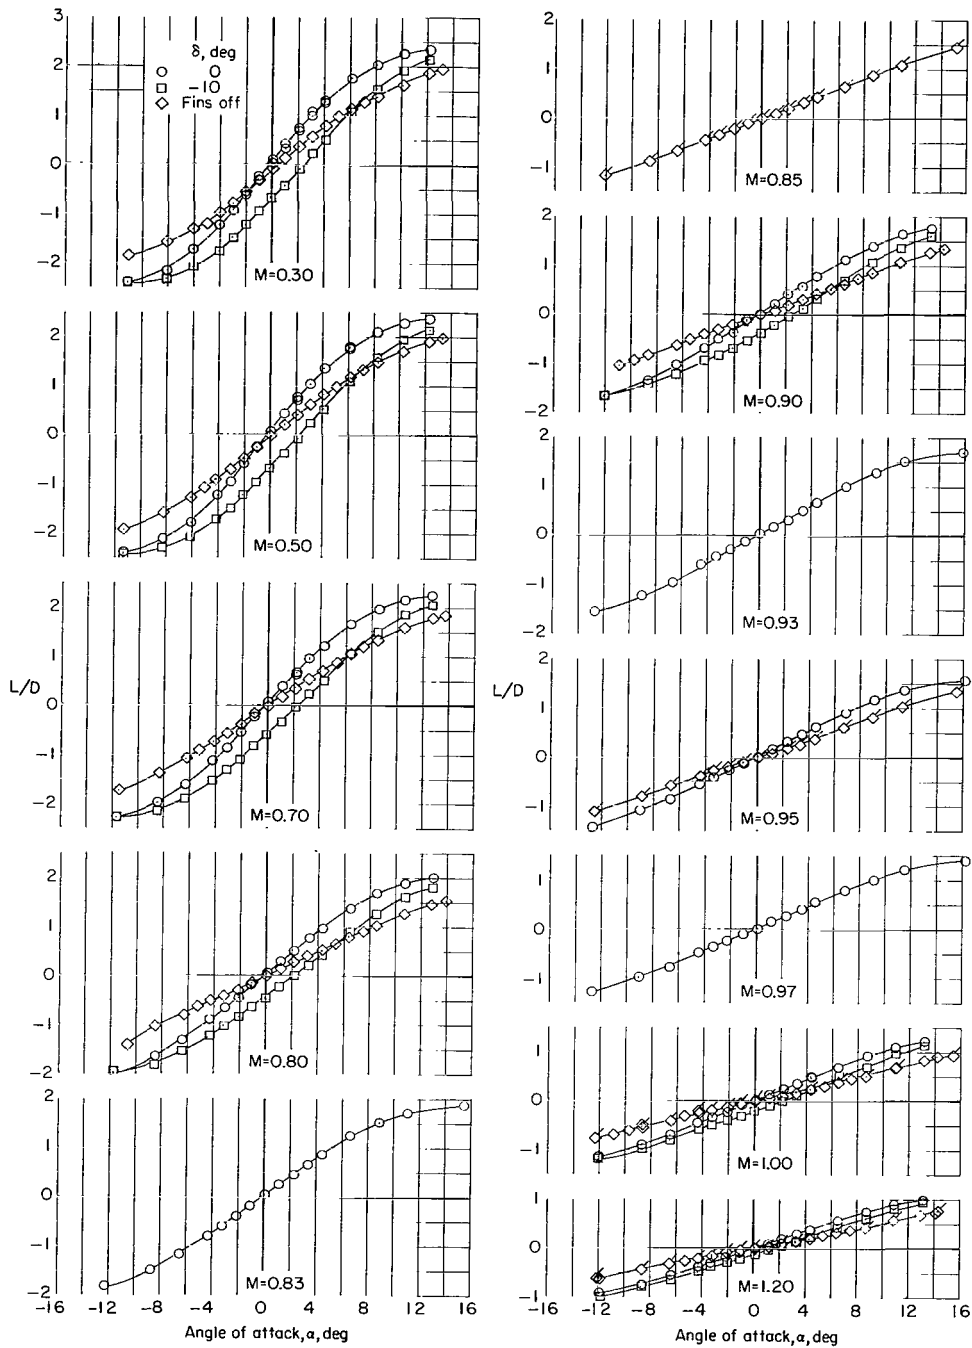 3
δ, deg
○ 0
□ -10
◇ Fins off
2
1
0
-1
-2
M=0.30
2
1
0
-1
-2
M=0.50
2
1
L/D
0
-1
-2
M=0.70
2
1
0
-1
-2
M=0.80
2
1
0
-1
-2
M=0.83
-16 -12 -8 -4 0 4 8 12 16
Angle of attack, α, deg
2
1
0
-1
M=0.85
2
1
0
-1
-2
M=0.90
2
1
0
-1
-2
M=0.93
2
L/D
1
0
-1
M=0.95
1
0
-1
M=0.97
1
0
-1
M=1.00
1
0
-1
M=1.20
-16 -12 -8 -4 0 4 8 12 16
Angle of attack, α, deg